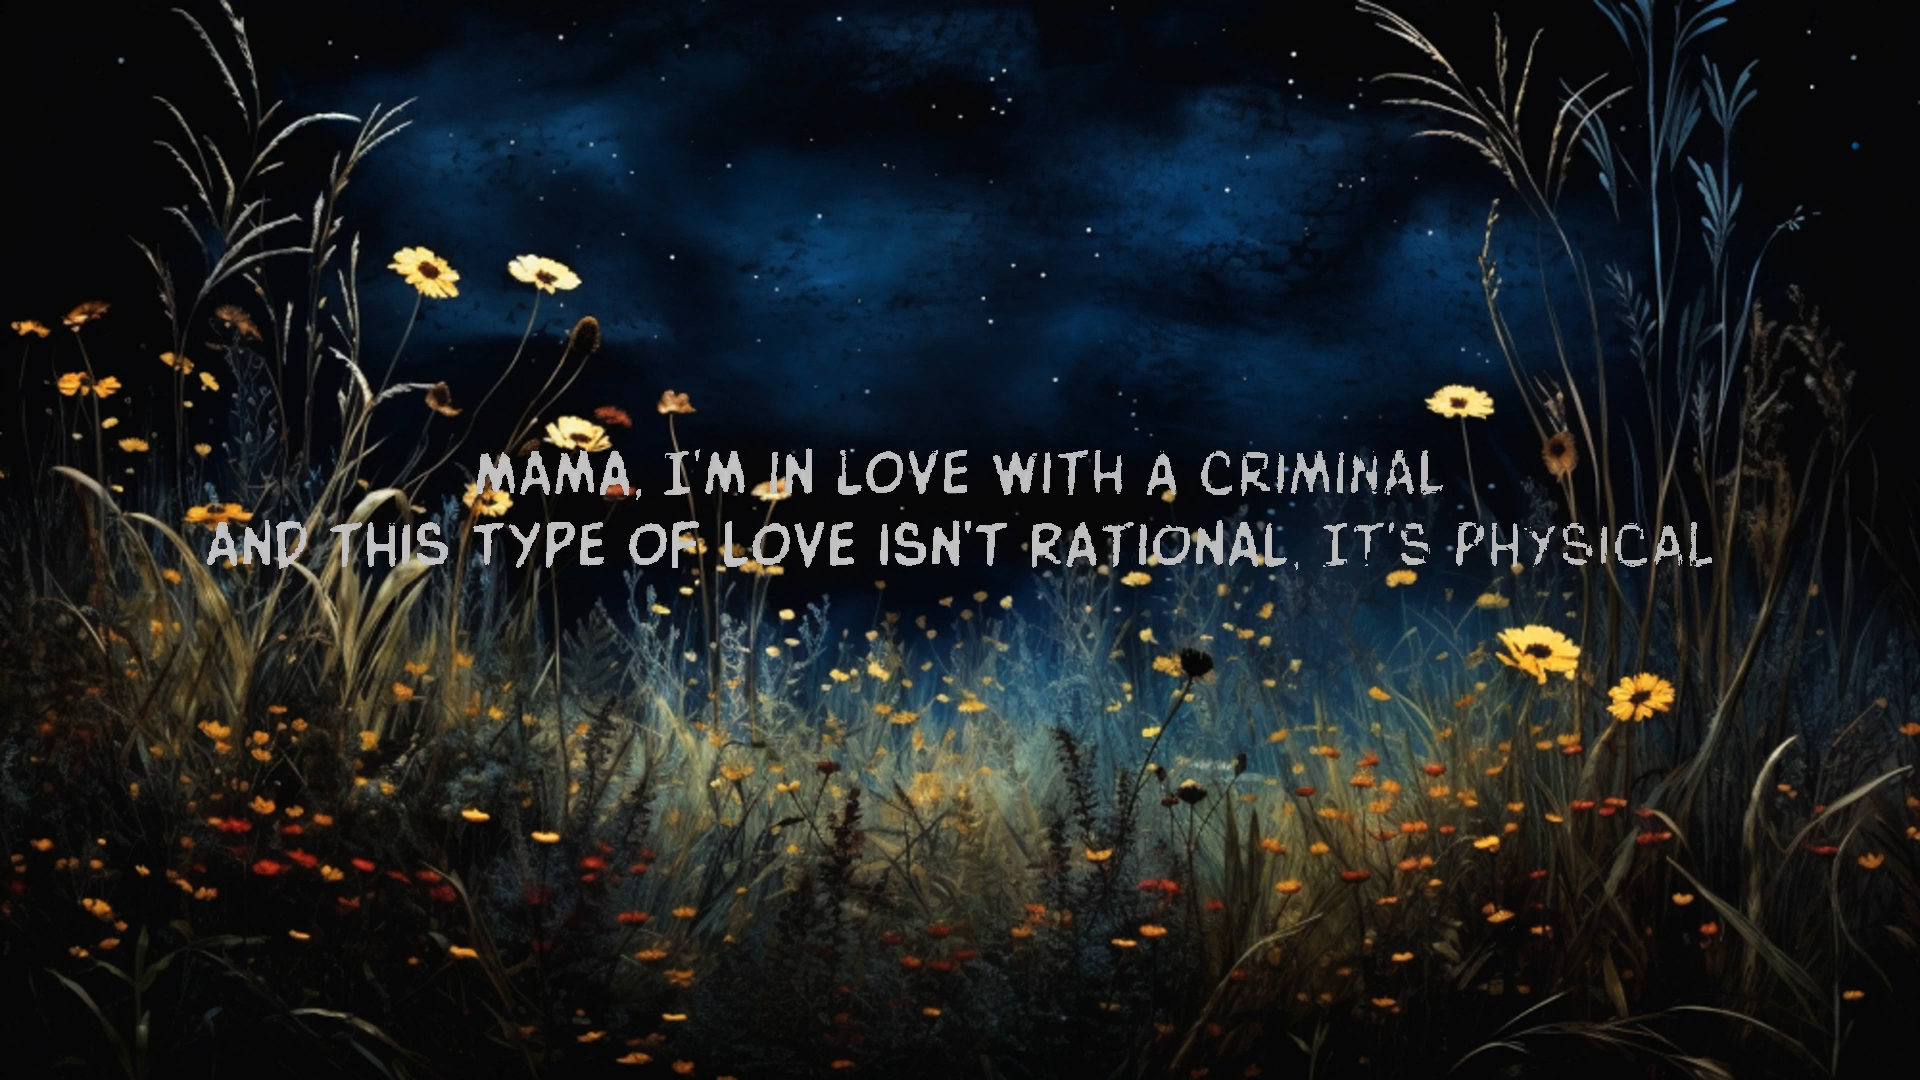 MAMA, I'M IN LOVE WITH A CRIMINAL
AND THIS TYPE OF LOVE ISN'T RATIONAL, IT'S PHYSICAL